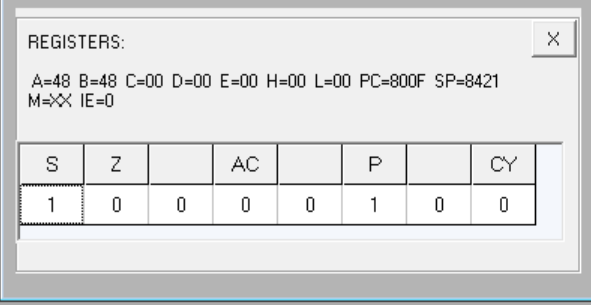 REGISTERS:
X
A=48 B=48 C=00 D=00 E=00 H=00 L=00 PC=800F SP=8421
M=XX IE=0
S Z AC P CY
1 0 0 0 0 1 0 0